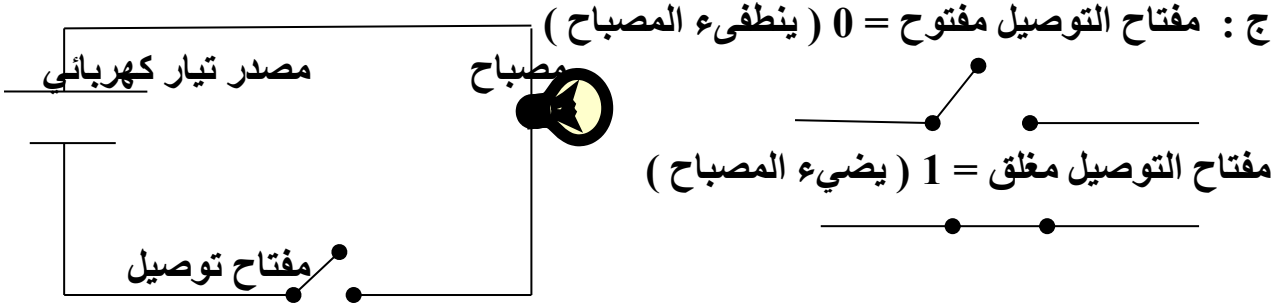 ج : مفتاح التوصيل مفتوح = 0 ( ينطفىء المصباح )
مصباح
مصدر تيار كهربائي
مفتاح التوصيل مغلق = 1 ( يضيء المصباح )
مفتاح توصيل